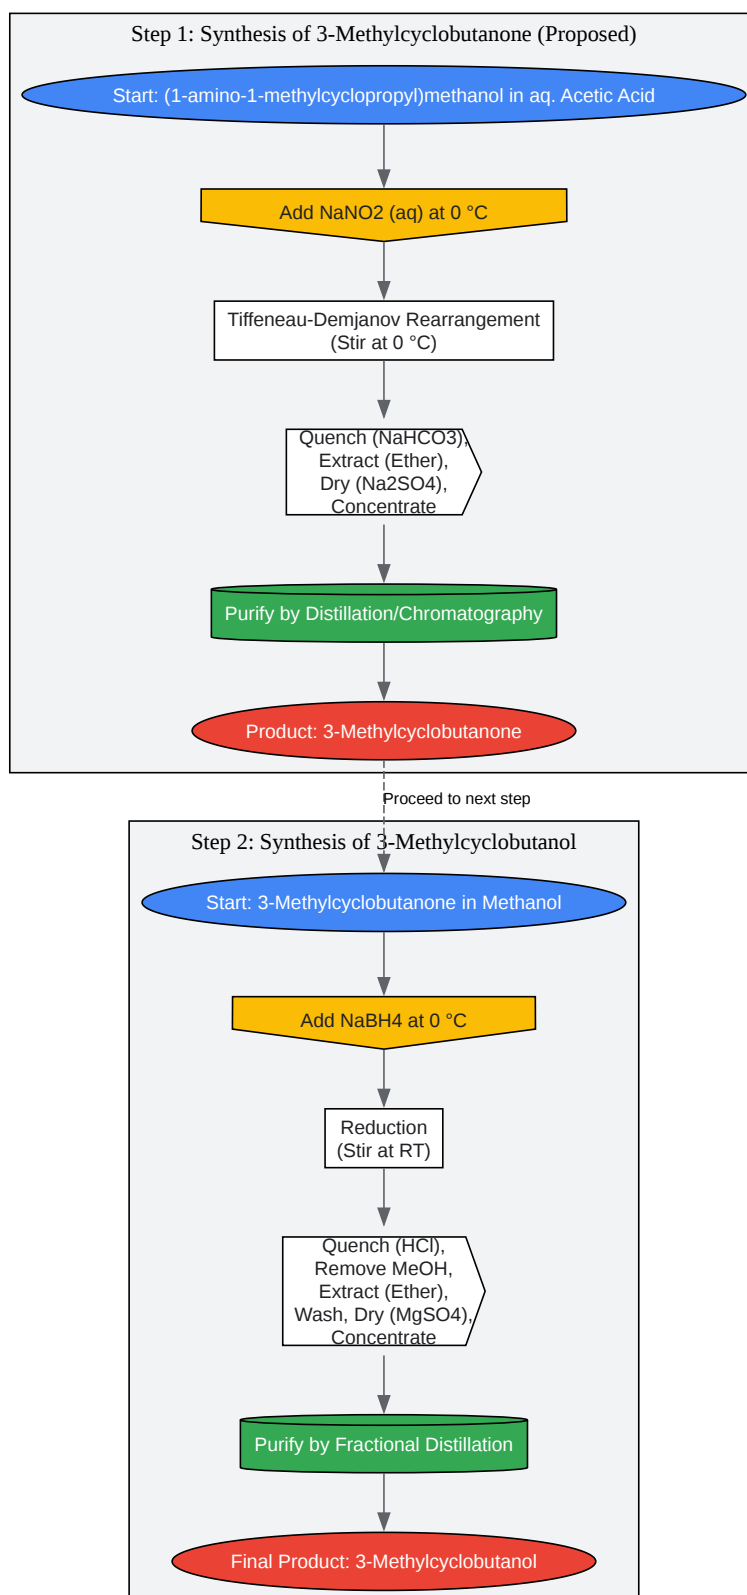 Step 1: Synthesis of 3-Methylcyclobutanone (Proposed)
Start: (1-amino-1-methylcyclopropyl)methanol in aq. Acetic Acid
Add NaNO2 (aq) at 0 °C
Tiffeneau-Demjanov Rearrangement
(Stir at 0 °C)
Quench (NaHCO3),
Extract (Ether),
Dry (Na2SO4),
Concentrate
Purify by Distillation/Chromatography
Product: 3-Methylcyclobutanone
Proceed to next step
Step 2: Synthesis of 3-Methylcyclobutanol
Start: 3-Methylcyclobutanone in Methanol
Add NaBH4 at 0 °C
Reduction
(Stir at RT)
Quench (HCl),
Remove MeOH,
Extract (Ether),
Wash, Dry (MgSO4),
Concentrate
Purify by Fractional Distillation
Final Product: 3-Methylcyclobutanol